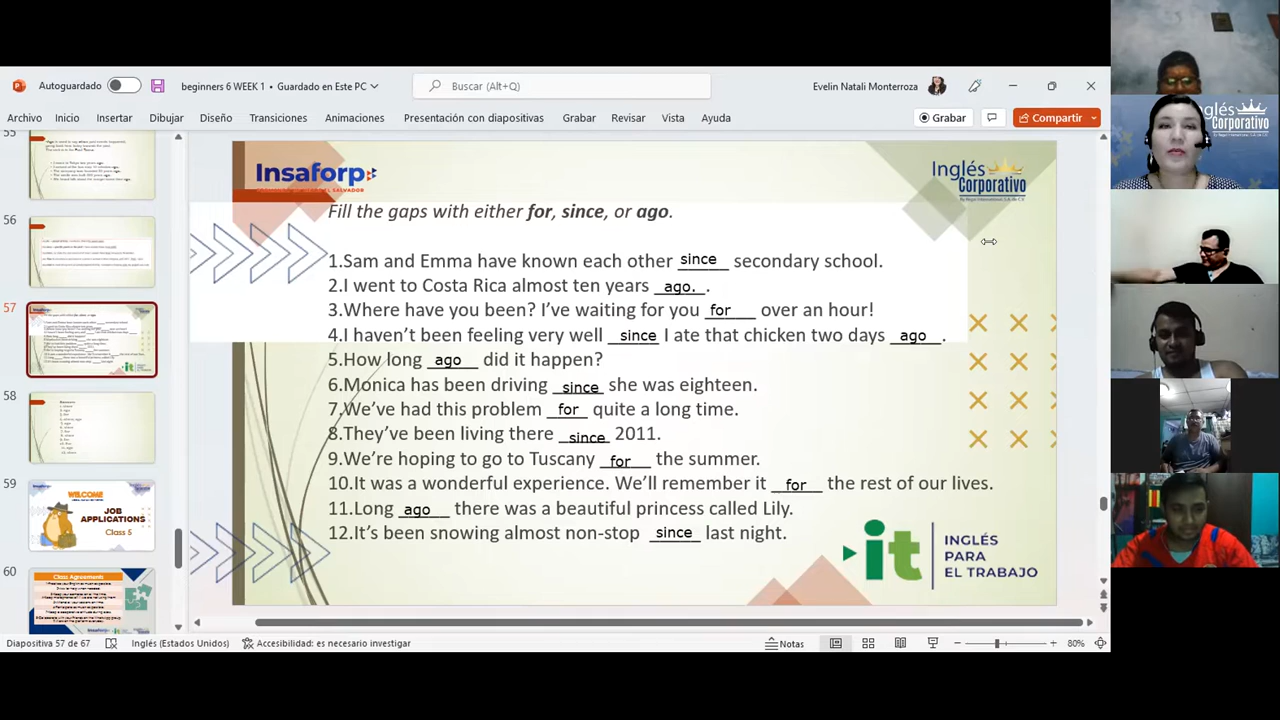 Autoguardado
beginners 6 WEEK 1 • Guardado en Este PC
Buscar (Alt+Q)
Evelin Natali Monterroza
Archivo Inicio Insertar Dibujar Diseño Transiciones Animaciones Presentación con diapositivas Grabar Revisar Vista Ayuda
Grabar
Compartir
55
56
57
58
59
WELCOME
JOB
APPLICATIONS
Class 5
60
Class Agreements
Insaforp
Inglés
Corporativo
Fill the gaps with either for, since, or ago.
1.Sam and Emma have known each other since secondary school.
2.I went to Costa Rica almost ten years ago. .
3.Where have you been? I've waiting for you for over an hour!
4.I haven't been feeling very well since I ate that chicken two days ago .
5.How long ago did it happen?
6.Monica has been driving since she was eighteen.
7.We've had this problem for quite a long time.
8.They've been living there since 2011.
9.We're hoping to go to Tuscany for the summer.
10.It was a wonderful experience. We'll remember it for the rest of our lives.
11.Long ago there was a beautiful princess called Lily.
12.It's been snowing almost non-stop since last night.
it
INGLÉS
PARA
EL TRABAJO
Diapositiva 57 de 67
Inglés (Estados Unidos)
Accesibilidad: es necesario investigar
Notas
80%
Inglés
Corporativo